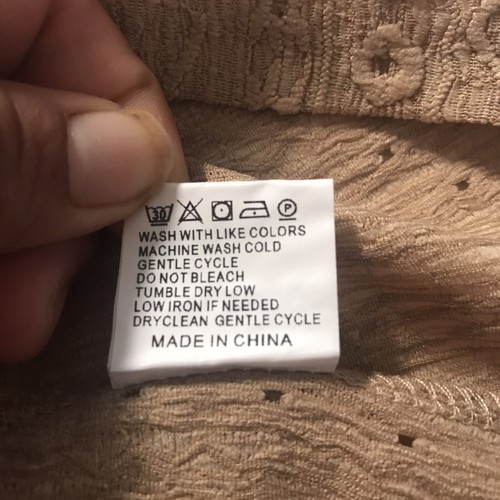 30 P
WASH WITH LIKE COLORS
MACHINE WASH COLD
GENTLE CYCLE
DO NOT BLEACH
TUMBLE DRY LOW
LOW IRON IF NEEDED
DRYCLEAN GENTLE CYCLE
MADE IN CHINA